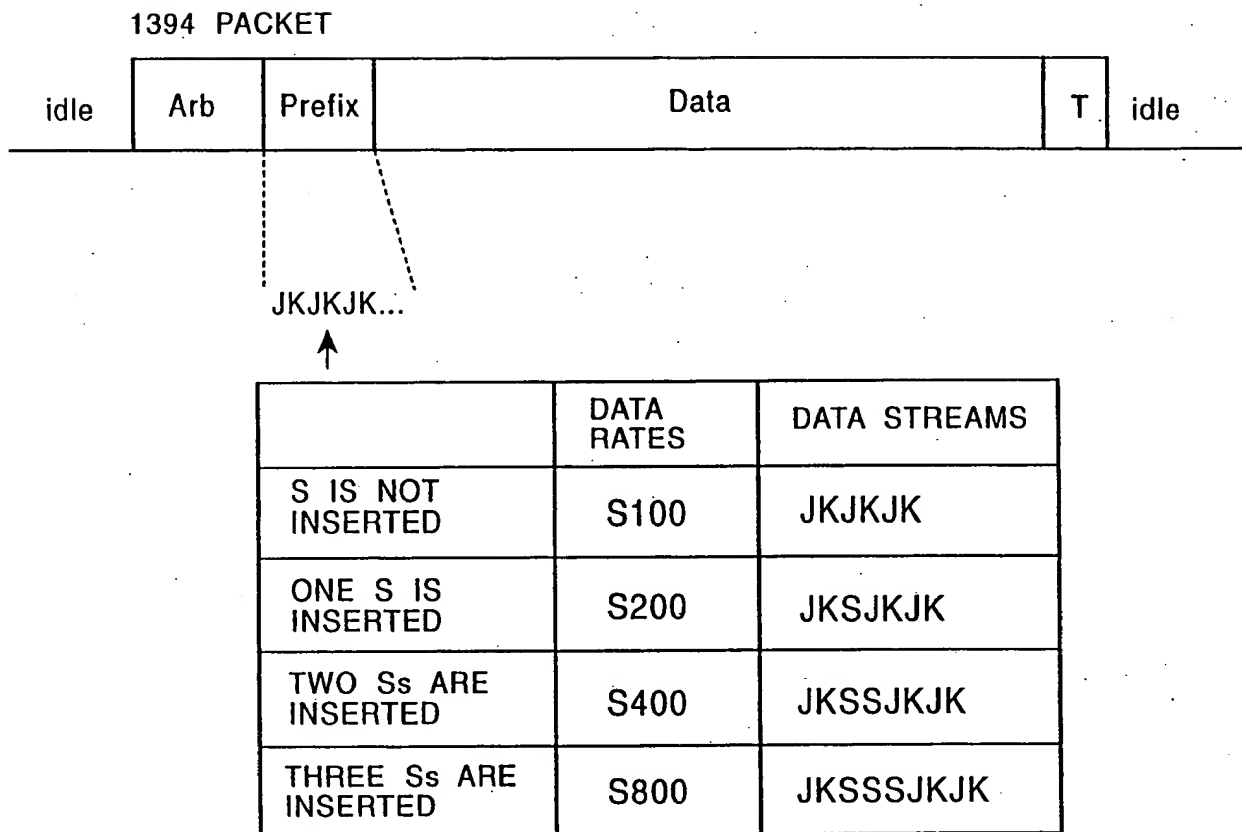 1394 PACKET
idle Arb Prefix Data T idle
JKJKJK...
DATA RATES DATA STREAMS
S IS NOT INSERTED S100 JKJKJK
ONE S IS INSERTED S200 JKSJKJK
TWO Ss ARE INSERTED S400 JKSSJKJK
THREE Ss ARE INSERTED S800 JKSSSJKJK